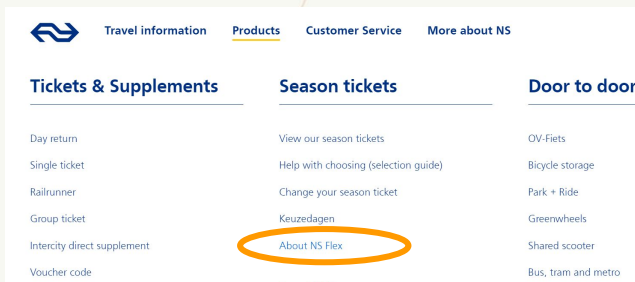 Travel information Products Customer Service More about NS
Tickets & Supplements Season tickets Door to door
Day return View our season tickets OV-Fiets
Single ticket Help with choosing (selection guide) Bicycle storage
Railrunner Change your season ticket Park + Ride
Group ticket Keuzedagen Greenwheels
Intercity direct supplement About NS Flex Shared scooter
Voucher code Bus, tram and metro